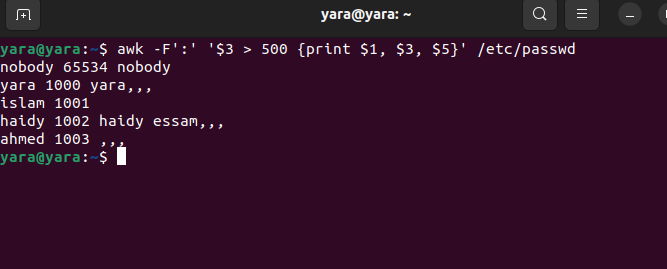 yara@yara: ~
yara@yara:~$ awk -F':' '$3 > 500 {print $1, $3, $5}' /etc/passwd
nobody 65534 nobody
yara 1000 yara,,,
islam 1001
haidy 1002 haidy essam,,,
ahmed 1003 ,,,
yara@yara:~$